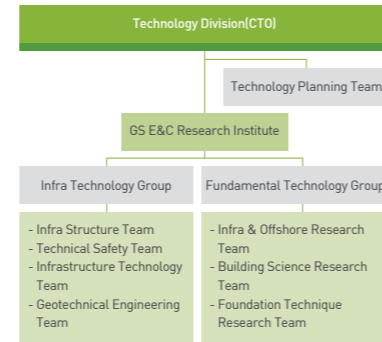 Technology Division(CTO)
Technology Planning Team
GS E&C Research Institute
Infra Technology Group
Fundamental Technology Group
- Infra Structure Team
- Technical Safety Team
- Infrastructure Technology
Team
- Geotechnical Engineering
Team
- Infra & Offshore Research
Team
- Building Science Research
Team
- Foundation Technique
Research Team